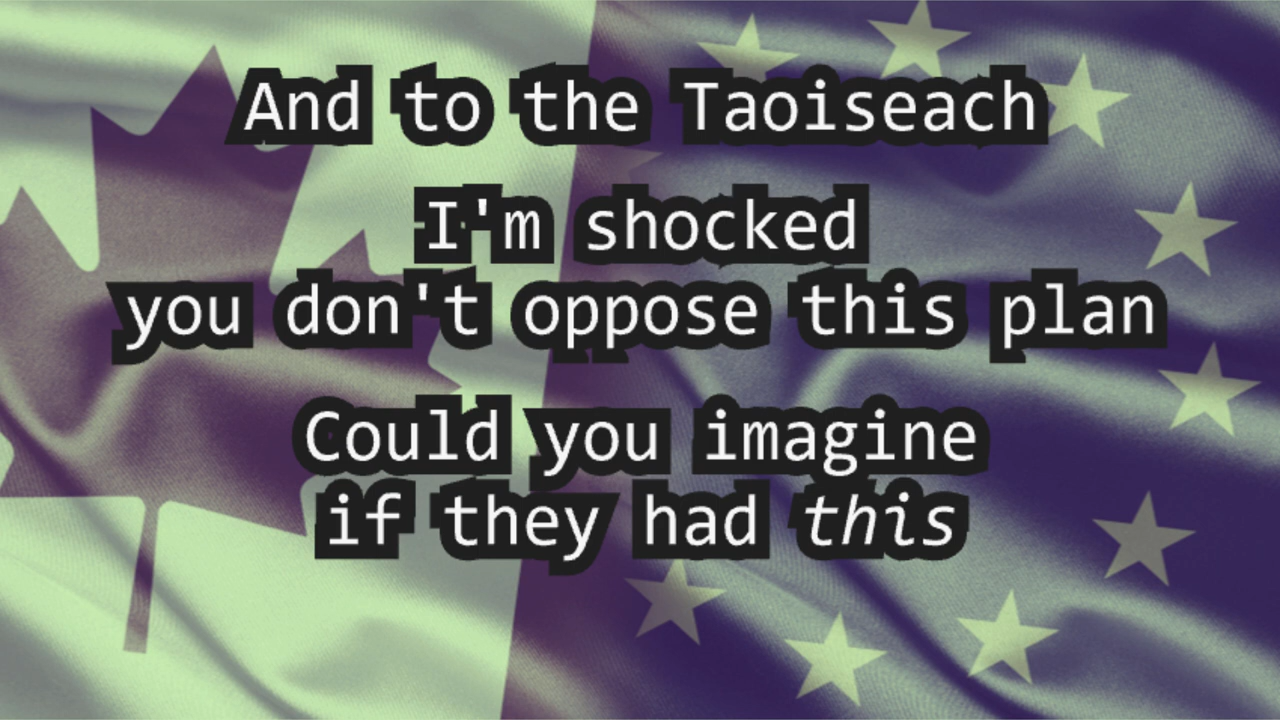 And to the Taoiseach
I'm shocked
you don't oppose this plan
Could you imagine
if they had this